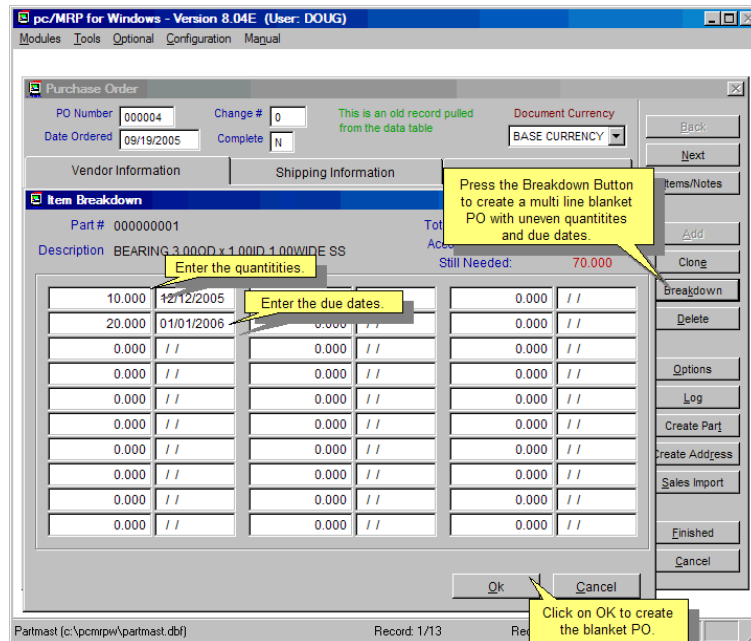 pc/MRP for Windows - Version 8.04E (User: DOUG)
Modules Tools Optional Configuration Manual
Purchase Order
PO Number 000004 Change # 0 This is an old record pulled Document Currency
from the data table
Date Ordered 09/19/2005 Complete N BASE CURRENCY
Back
Next
Items/Notes
Add
Clone
Breakdown
Delete
Options
Log
Create Part
Create Address
Sales Import
Finished
Cancel
Vendor Information Shipping Information
Press the Breakdown Button
to create a multi line blanket
PO with uneven quantitites
and due dates.
Item Breakdown
Part # 000000001
Description BEARING 3.00OD x 1.00ID 1.00WIDE SS
Still Needed: 70.000
Enter the quantitities.
Enter the due dates.
10.000 12/12/2005 0.000 / /
20.000 01/01/2006 0.000 / / 0.000 / /
0.000 / / 0.000 / / 0.000 / /
0.000 / / 0.000 / / 0.000 / /
0.000 / / 0.000 / / 0.000 / /
0.000 / / 0.000 / / 0.000 / /
0.000 / / 0.000 / / 0.000 / /
0.000 / / 0.000 / / 0.000 / /
0.000 / / 0.000 / / 0.000 / /
0.000 / / 0.000 / / 0.000 / /
Ok Cancel
Click on OK to create
the blanket PO.
Partmast (c:\pcmrpw\partmast.dbf) Record: 1/13